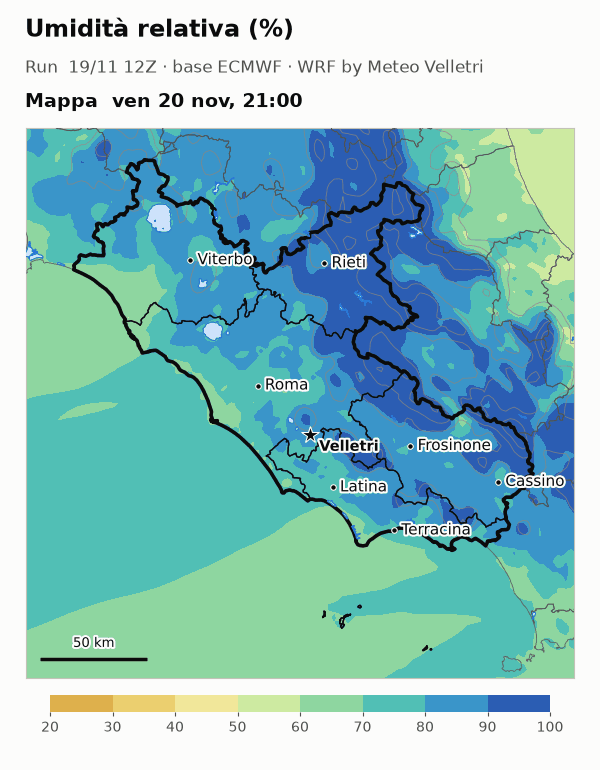 Umidità relativa (%)
Run  19/11 12Z · base ECMWF · WRF by Meteo Velletri
Mappa  ven 20 nov, 21:00
Viterbo
Rieti
Roma
Velletri
Frosinone
Latina
Cassino
Terracina
50 km
20 30 40 50 60 70 80 90 100